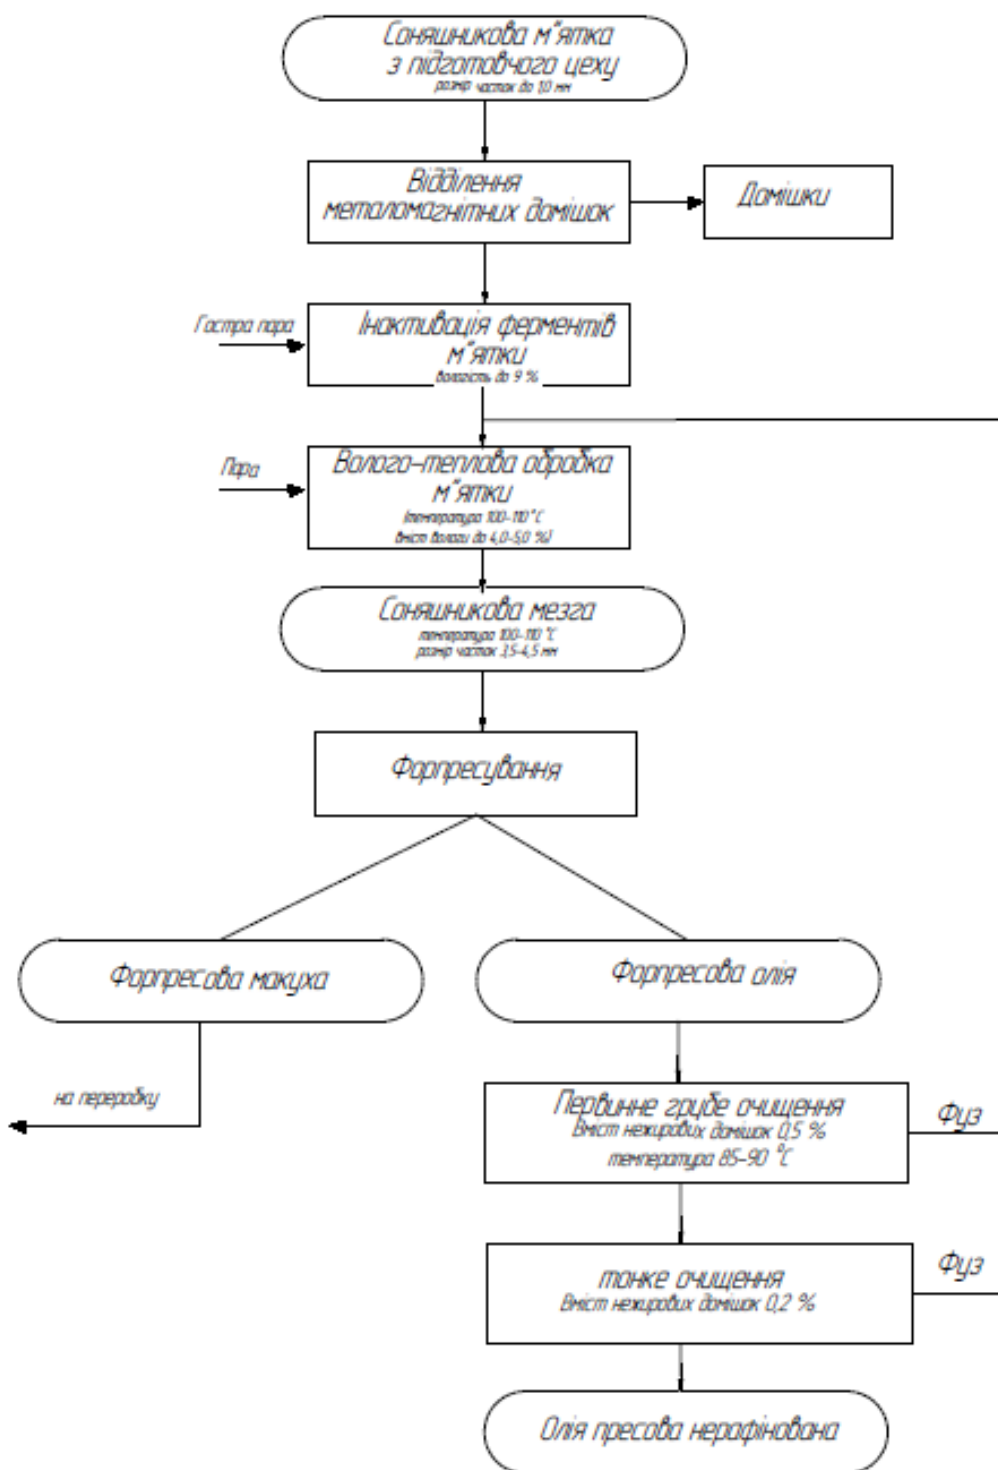 Соняшникова м"ятка
з підготовчого цеху
розмір часток до 1,0 мм
Відділення
металомагнітних домішок
Домішки
Гостра пара
Інактивація ферментів
м"ятки
вологість до 9 %
Пара
Волого-теплова обробка
м"ятки
(температура 100-110°С
вміст вологи до 4,0-5,0 %)
Соняшникова мезга
температура 100-110 °С
розмір часток 3,5-4,5 мм
Форпресування
Форпресова макуха
Форпресова олія
на переробку
Первинне грубе очищення
Вміст нежирових домішок 0,5 %
температура 85-90 °С
Фуз
тонке очищення
Вміст нежирових домішок 0,2 %
Фуз
Олія пресова нерафінована